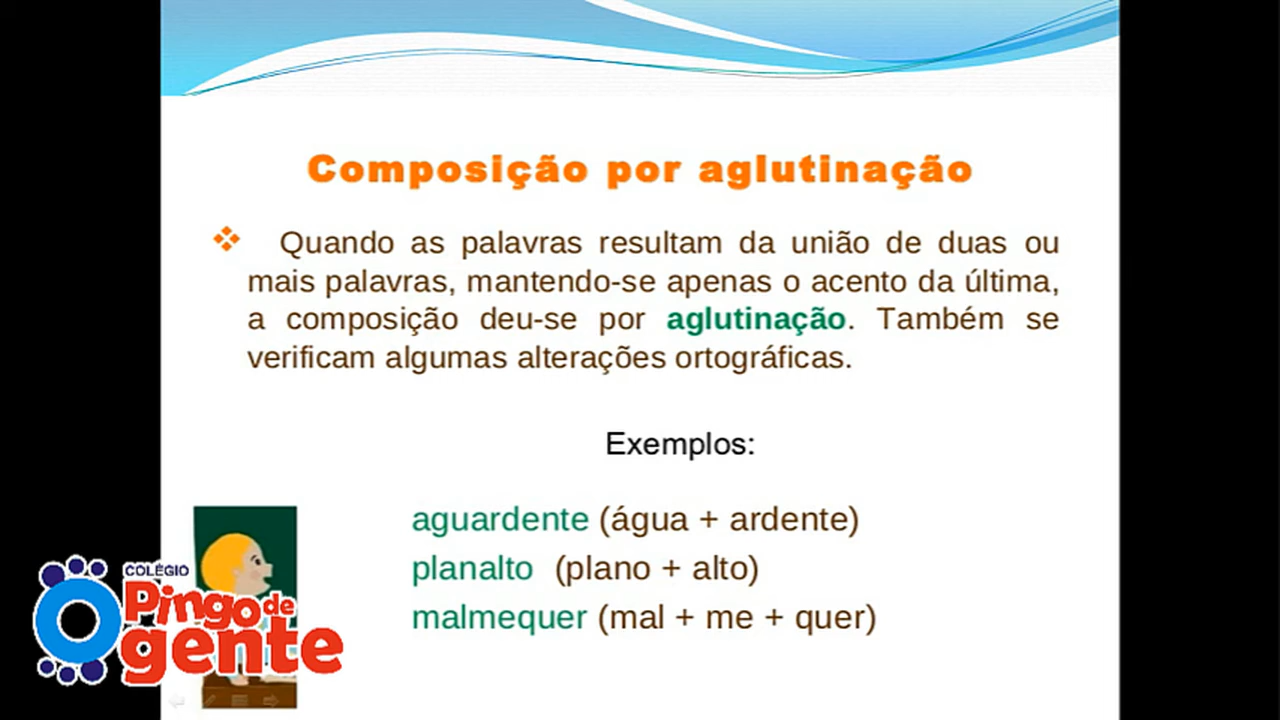 Composição por aglutinação
Quando as palavras resultam da união de duas ou
mais palavras, mantendo-se apenas o acento da última,
a composição deu-se por aglutinação. Também se
verificam algumas alterações ortográficas.
Exemplos:
aguardente (água + ardente)
planalto (plano + alto)
malmequer (mal + me + quer)
COLÉGIO
Pingo de
gente